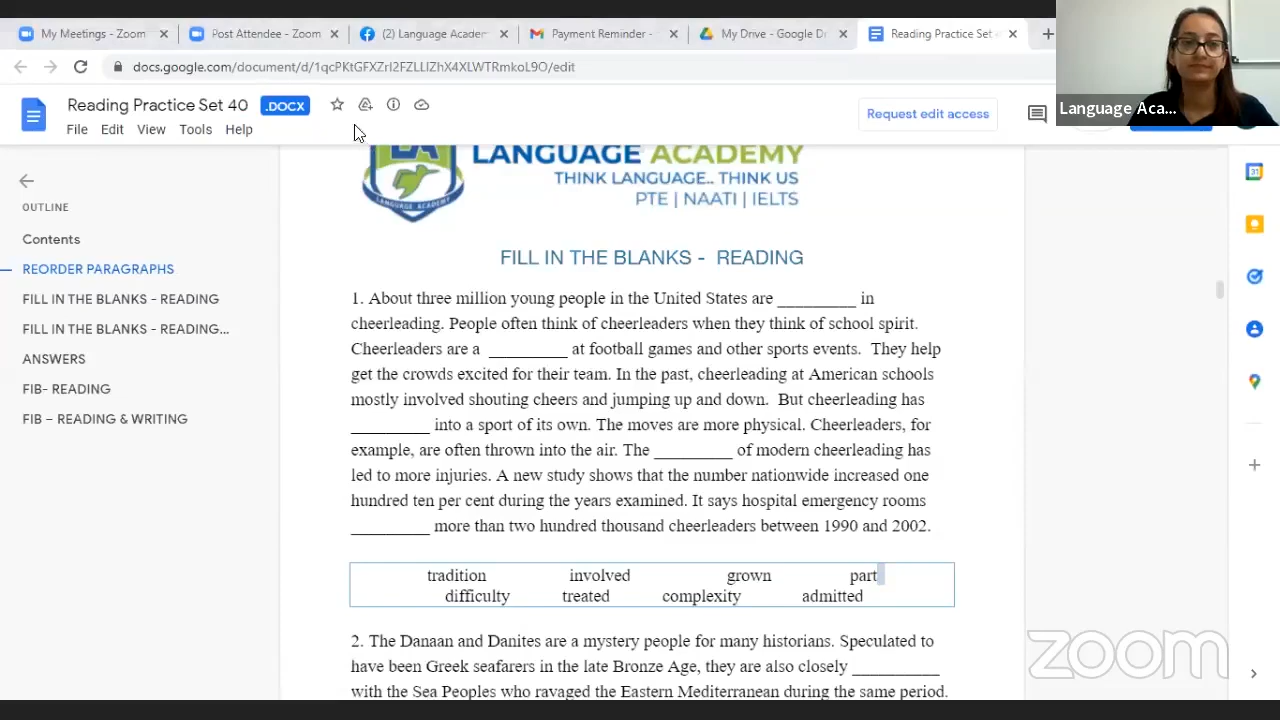 My Meetings - Zoom
Post Attendee - Zoom
(2) Language Acade
Payment Reminder -
My Drive - Google Dr
Reading Practice Set
docs.google.com/document/d/1qcPKtGFXZrI2FZLLIZhX4XLWTRmkoL9O/edit
Language Aca...
Reading Practice Set 40
.DOCX
Request edit access
File Edit View Tools Help
LANGUAGE ACADEMY
THINK LANGUAGE.. THINK US
PTE | NAATI | IELTS
LANGUAGE ACADEMY
OUTLINE
Contents
REORDER PARAGRAPHS
FILL IN THE BLANKS - READING
FILL IN THE BLANKS - READING...
ANSWERS
FIB- READING
FIB – READING & WRITING
FILL IN THE BLANKS - READING
1. About three million young people in the United States are _________ in
cheerleading. People often think of cheerleaders when they think of school spirit.
Cheerleaders are a _________ at football games and other sports events. They help
get the crowds excited for their team. In the past, cheerleading at American schools
mostly involved shouting cheers and jumping up and down. But cheerleading has
_________ into a sport of its own. The moves are more physical. Cheerleaders, for
example, are often thrown into the air. The _________ of modern cheerleading has
led to more injuries. A new study shows that the number nationwide increased one
hundred ten per cent during the years examined. It says hospital emergency rooms
_________ more than two hundred thousand cheerleaders between 1990 and 2002.
tradition involved grown part
difficulty treated complexity admitted
2. The Danaan and Danites are a mystery people for many historians. Speculated to
have been Greek seafarers in the late Bronze Age, they are also closely __________
with the Sea Peoples who ravaged the Eastern Mediterranean during the same period.
31
zoom